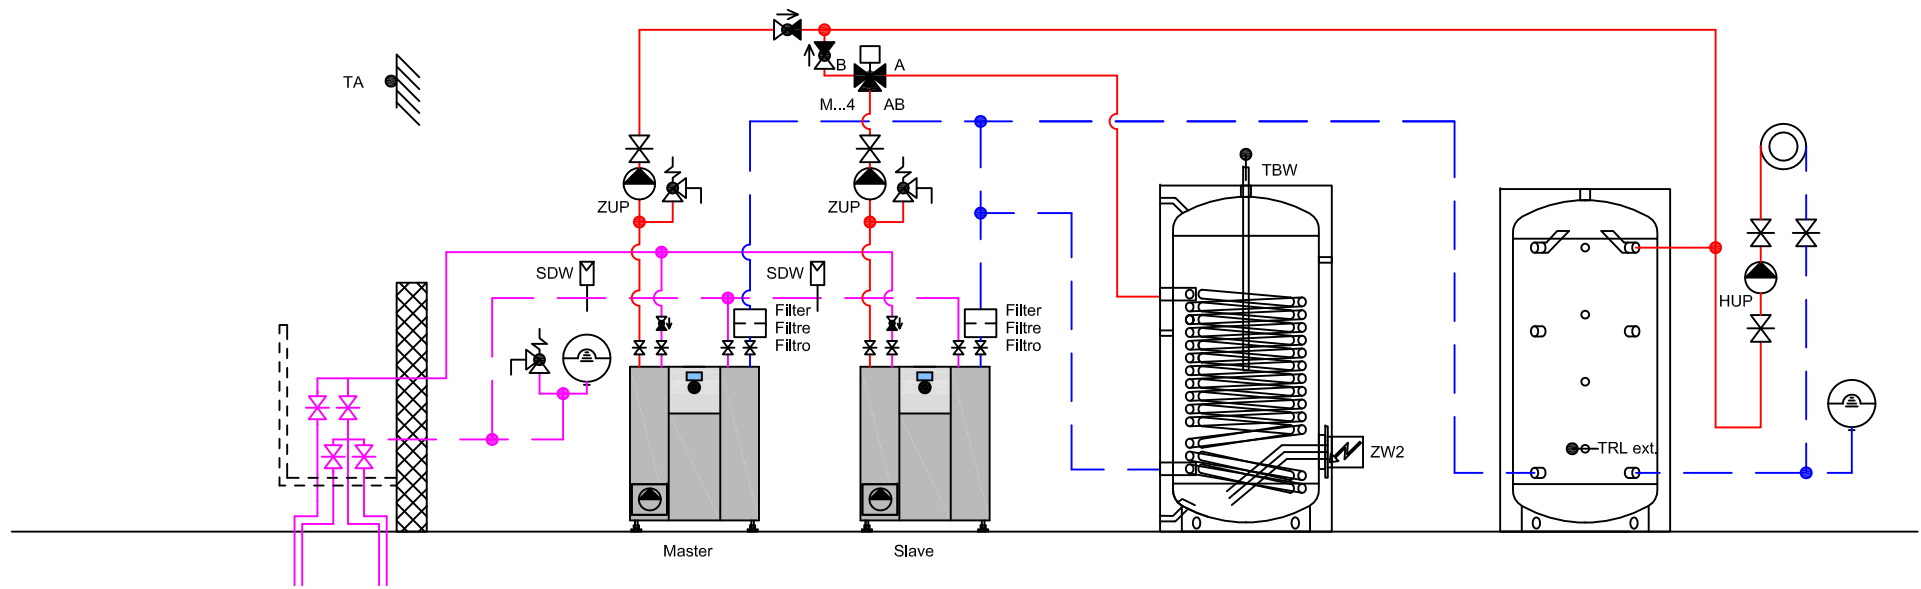 TA
B
A
M...4
AB
TBW
ZUP
ZUP
SDW
SDW
HUP
Filter
Filtre
Filtro
Filter
Filtre
Filtro
TRL ext.
ZW2
Master
Slave